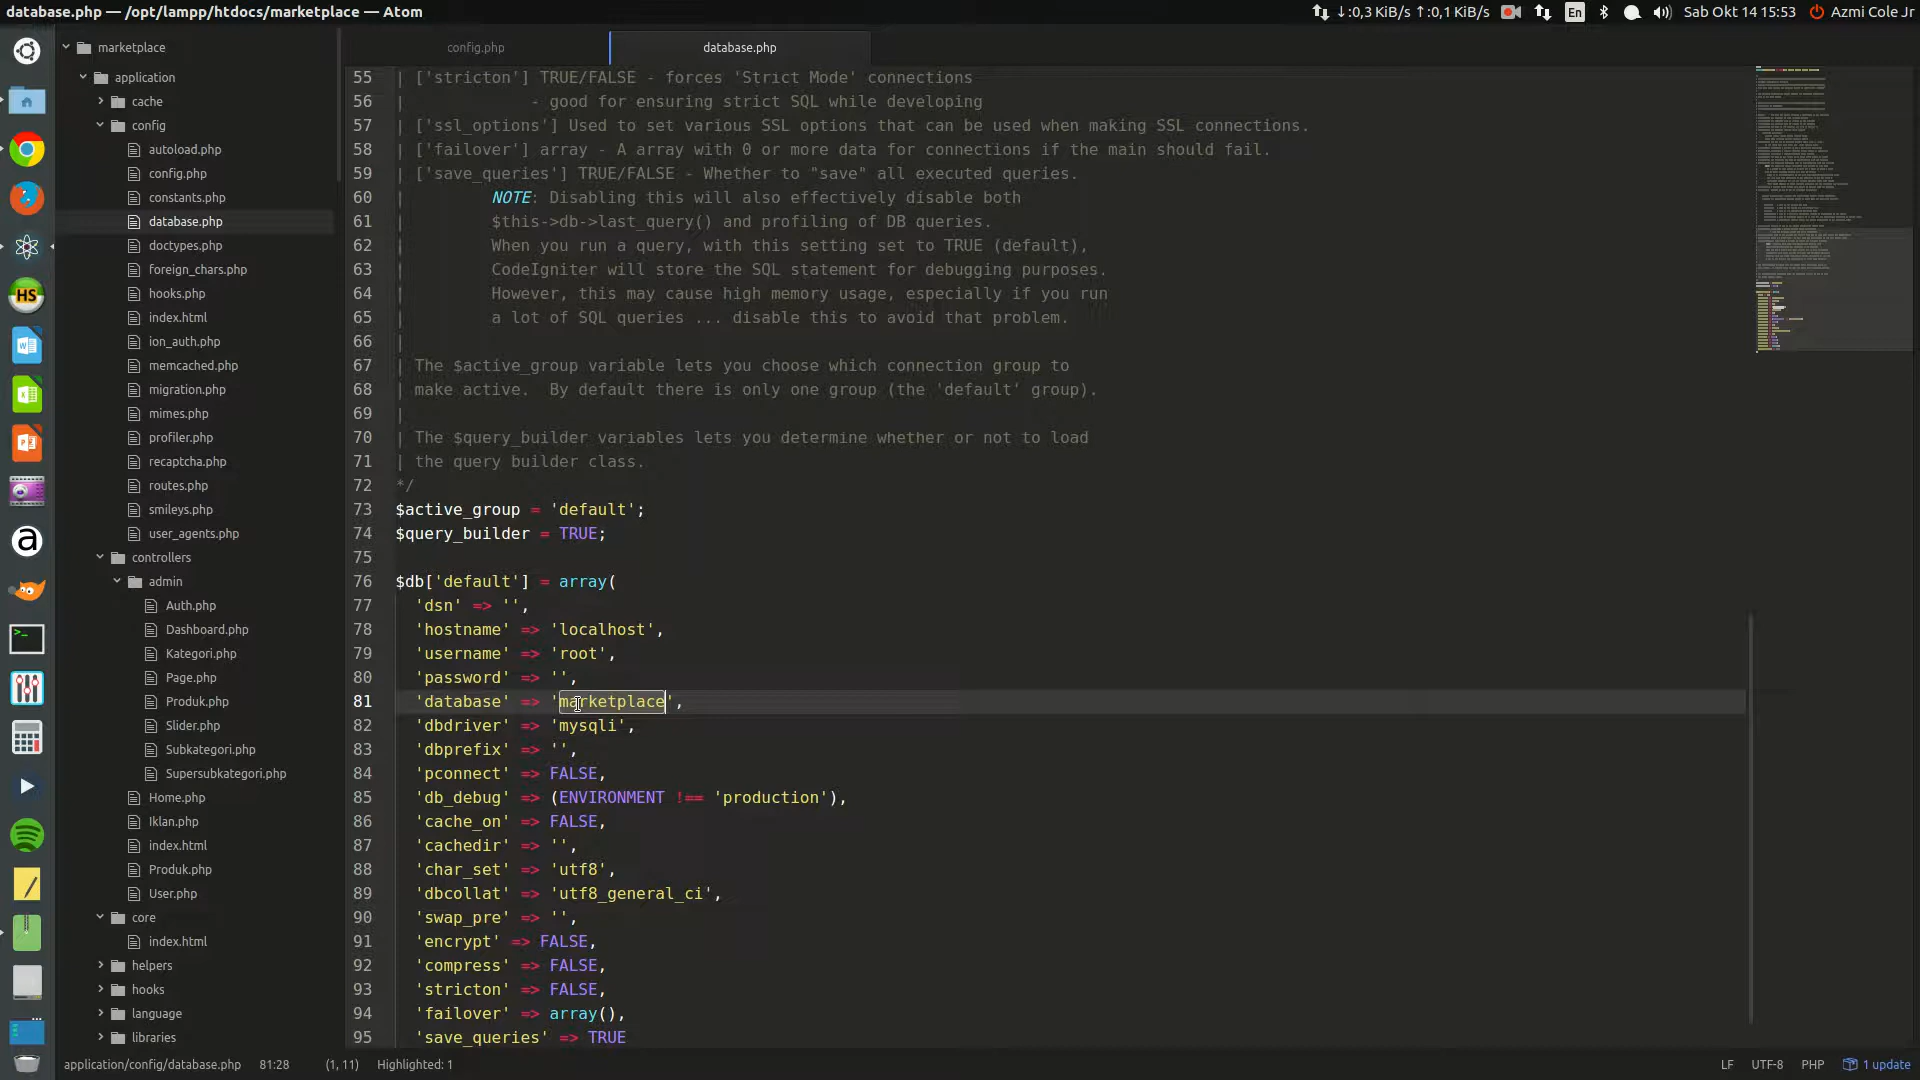 database.php — /opt/lampp/htdocs/marketplace — Atom
↓:0,3 KiB/s ↑:0,1 KiB/s En Sab Okt 14 15:53 Azmi Cole Jr
marketplace
application
cache
config
autoload.php
config.php
constants.php
database.php
doctypes.php
foreign_chars.php
hooks.php
index.html
ion_auth.php
memcached.php
migration.php
mimes.php
profiler.php
recaptcha.php
routes.php
smileys.php
user_agents.php
controllers
admin
Auth.php
Dashboard.php
Kategori.php
Page.php
Produk.php
Slider.php
Subkategori.php
Supersubkategori.php
Home.php
Iklan.php
index.html
Produk.php
User.php
core
index.html
helpers
hooks
language
libraries
config.php
database.php
55 | ['stricton'] TRUE/FALSE - forces 'Strict Mode' connections
56 | - good for ensuring strict SQL while developing
57 | ['ssl_options'] Used to set various SSL options that can be used when making SSL connections.
58 | ['failover'] array - A array with 0 or more data for connections if the main should fail.
59 | ['save_queries'] TRUE/FALSE - Whether to "save" all executed queries.
60 | NOTE: Disabling this will also effectively disable both
61 | $this->db->last_query() and profiling of DB queries.
62 | When you run a query, with this setting set to TRUE (default),
63 | CodeIgniter will store the SQL statement for debugging purposes.
64 | However, this may cause high memory usage, especially if you run
65 | a lot of SQL queries ... disable this to avoid that problem.
66 |
67 | The $active_group variable lets you choose which connection group to
68 | make active. By default there is only one group (the 'default' group).
69 |
70 | The $query_builder variables lets you determine whether or not to load
71 | the query builder class.
72 */
73 $active_group = 'default';
74 $query_builder = TRUE;
75
76 $db['default'] = array(
77 'dsn' => '',
78 'hostname' => 'localhost',
79 'username' => 'root',
80 'password' => '',
81 'database' => 'marketplace',
82 'dbdriver' => 'mysqli',
83 'dbprefix' => '',
84 'pconnect' => FALSE,
85 'db_debug' => (ENVIRONMENT !== 'production'),
86 'cache_on' => FALSE,
87 'cachedir' => '',
88 'char_set' => 'utf8',
89 'dbcollat' => 'utf8_general_ci',
90 'swap_pre' => '',
91 'encrypt' => FALSE,
92 'compress' => FALSE,
93 'stricton' => FALSE,
94 'failover' => array(),
95 'save_queries' => TRUE
HS
a
application/config/database.php 81:28 (1, 11) Highlighted: 1
LF UTF-8 PHP 1 update